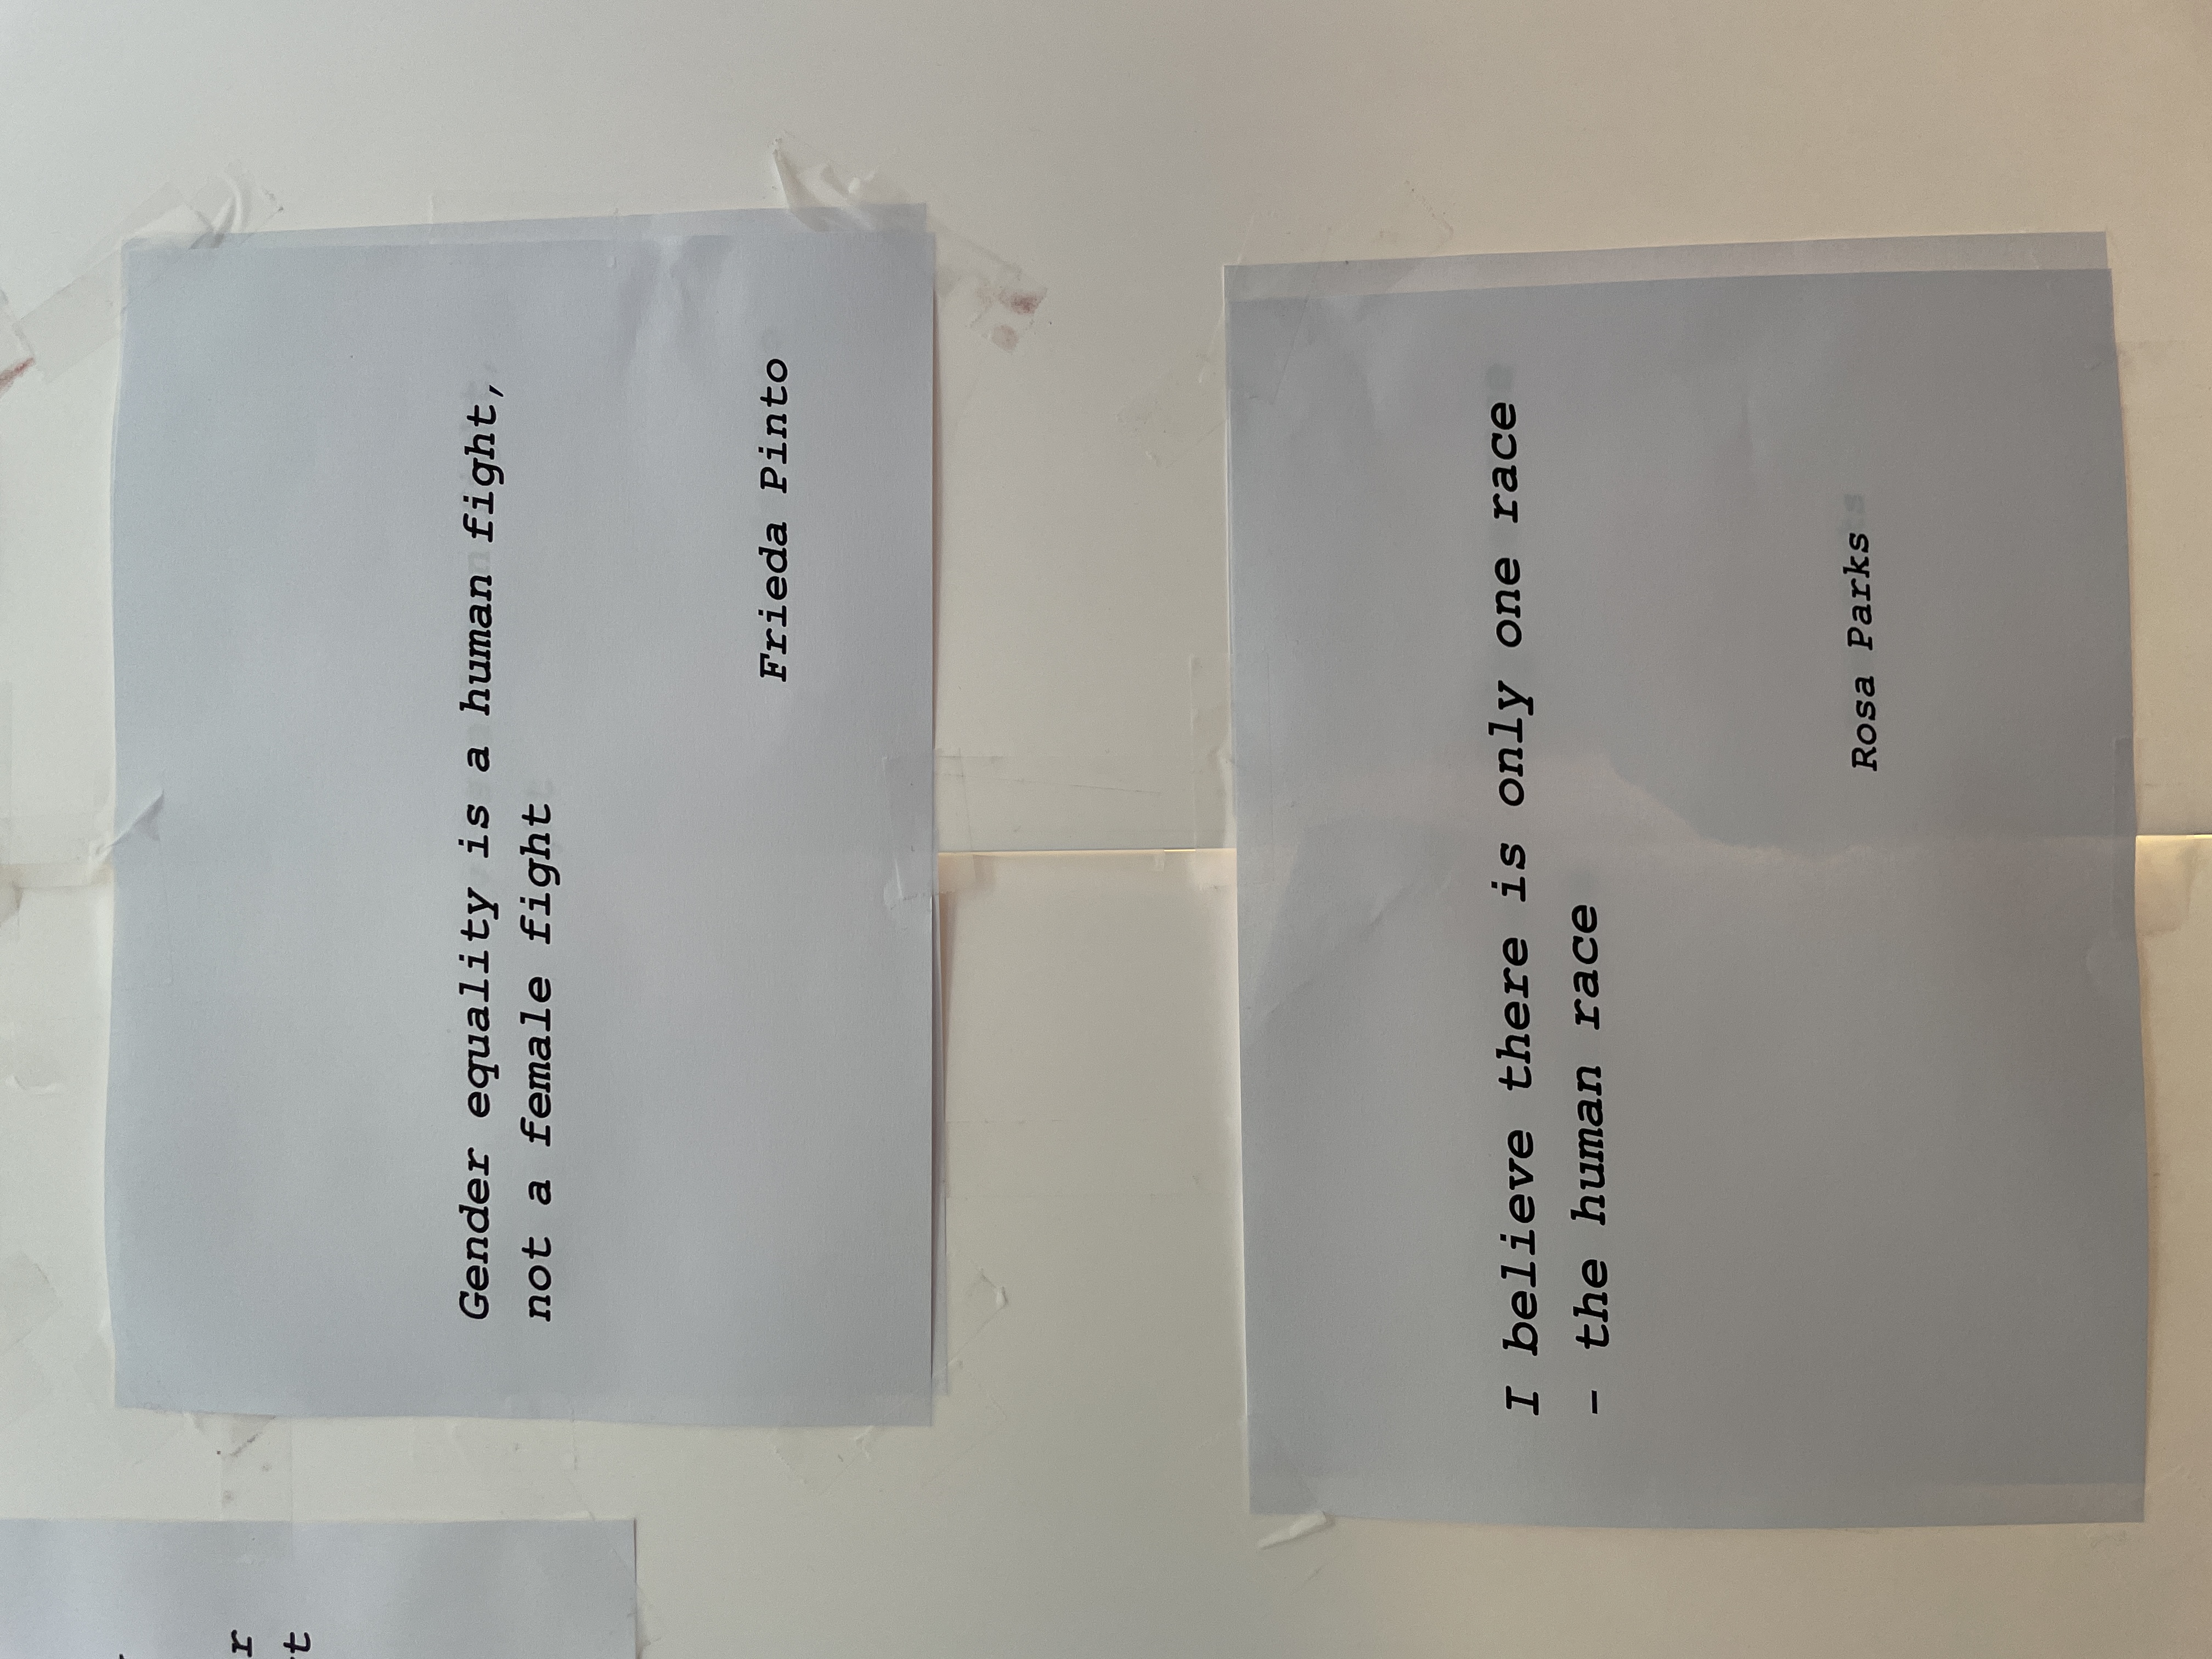 Gender equality is a human fight,
not a female fight
Frieda Pinto
I believe there is only one race
- the human race
Rosa Parks
r
t